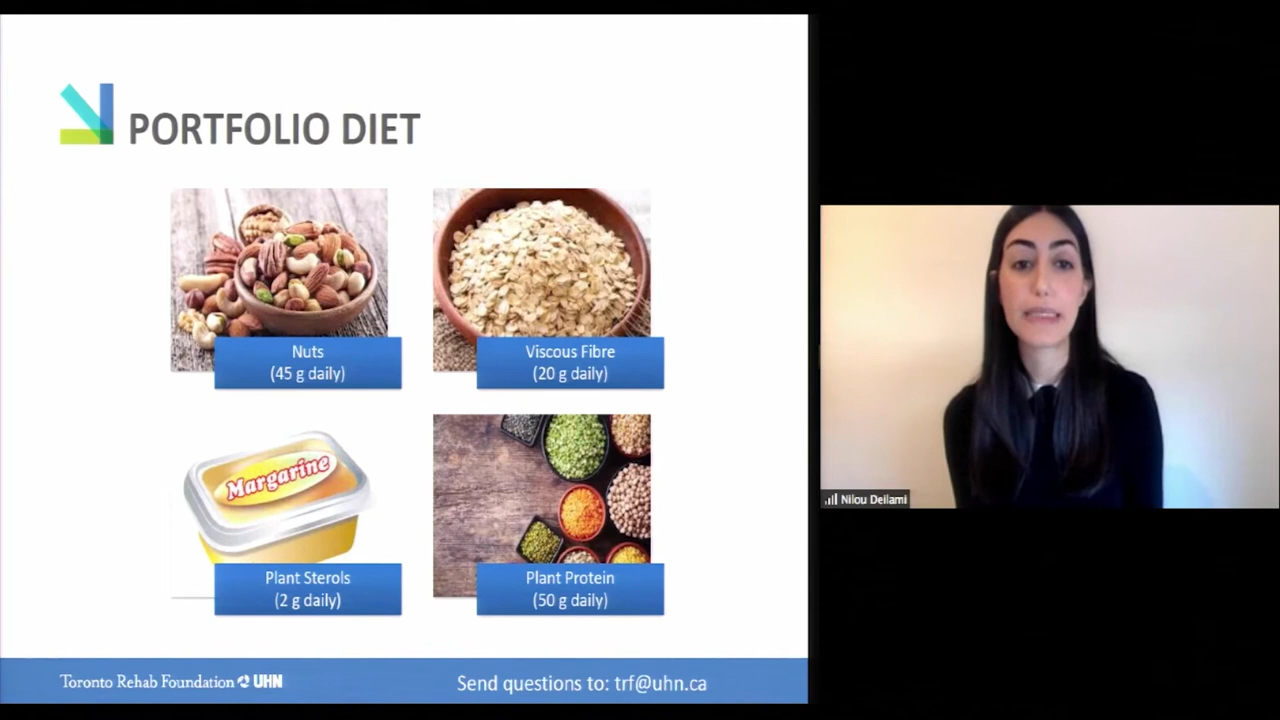 PORTFOLIO DIET
Nuts
(45 g daily)
Viscous Fibre
(20 g daily)
Margarine
Plant Sterols
(2 g daily)
Plant Protein
(50 g daily)
Toronto Rehab Foundation UHN
Send questions to: trf@uhn.ca
Nilou Deilami